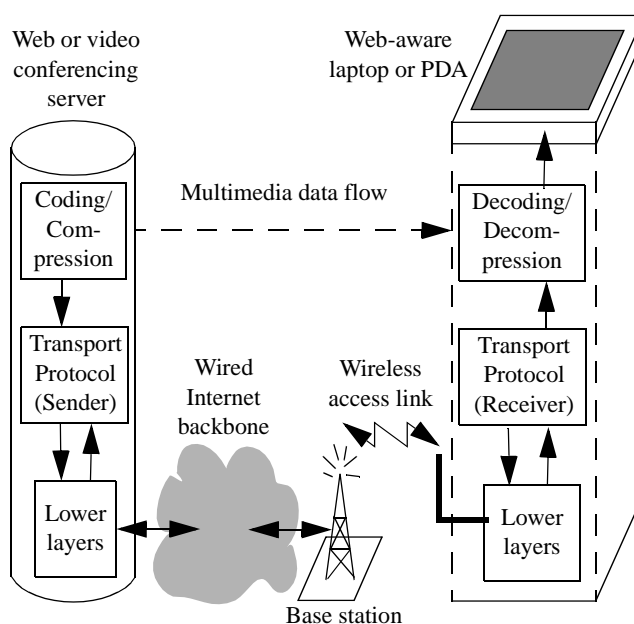 Web or video
conferencing
server
Web-aware
laptop or PDA
Coding/
Com-
pression
Multimedia data flow
Decoding/
Decom-
pression
Transport
Protocol
(Sender)
Wired
Internet
backbone
Wireless
access link
Transport
Protocol
(Receiver)
Lower
layers
Lower
layers
Base station